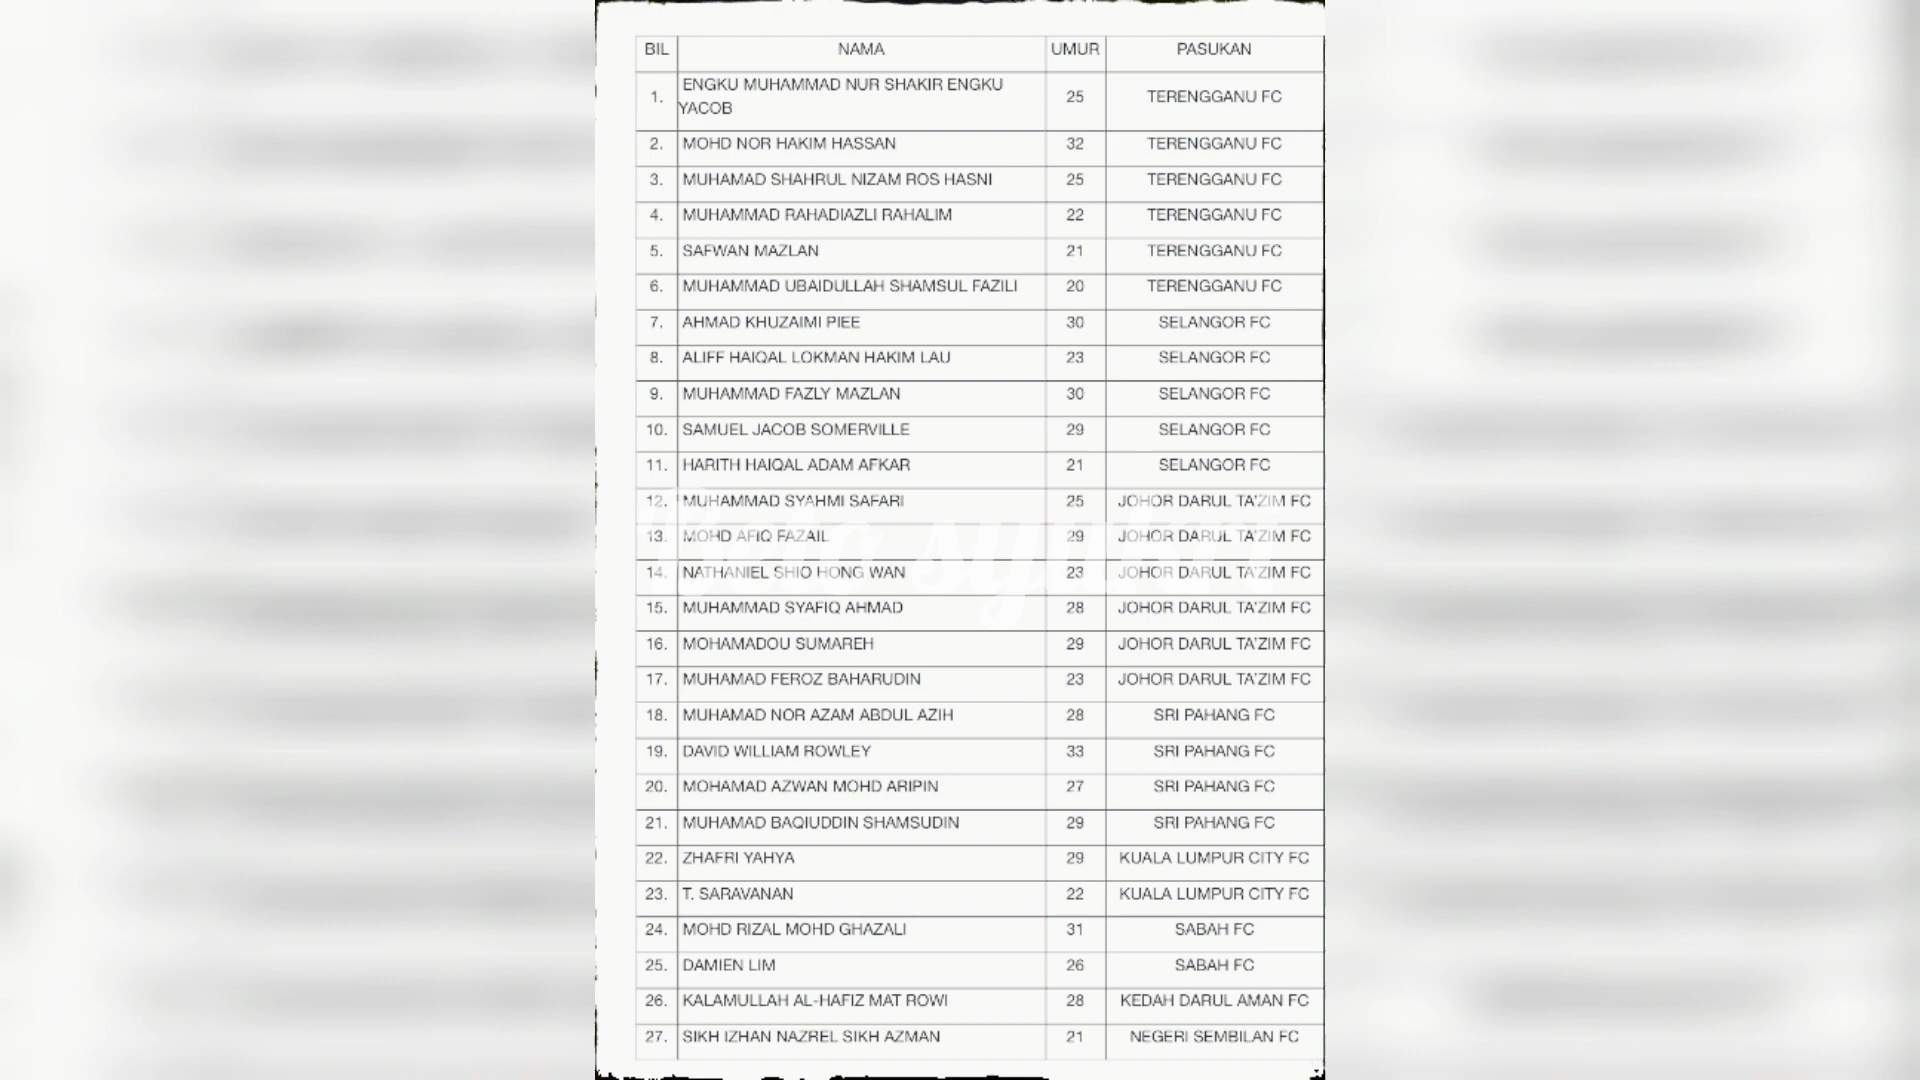 BIL NAMA UMUR PASUKAN
1. ENGKU MUHAMMAD NUR SHAKIR ENGKU YACOB 25 TERENGGANU FC
2. MOHD NOR HAKIM HASSAN 32 TERENGGANU FC
3. MUHAMAD SHAHRUL NIZAM ROS HASNI 25 TERENGGANU FC
4. MUHAMMAD RAHADIAZLI RAHALIM 22 TERENGGANU FC
5. SAFWAN MAZLAN 21 TERENGGANU FC
6. MUHAMMAD UBAIDULLAH SHAMSUL FAZILI 20 TERENGGANU FC
7. AHMAD KHUZAIMI PIEE 30 SELANGOR FC
8. ALIFF HAIQAL LOKMAN HAKIM LAU 23 SELANGOR FC
9. MUHAMMAD FAZLY MAZLAN 30 SELANGOR FC
10. SAMUEL JACOB SOMERVILLE 29 SELANGOR FC
11. HARITH HAIQAL ADAM AFKAR 21 SELANGOR FC
12. MUHAMMAD SYAHMI SAFARI 25 JOHOR DARUL TA'ZIM FC
13. MOHD AFIQ FAZAIL 29 JOHOR DARUL TA'ZIM FC
14. NATHANIEL SHIO HONG WAN 23 JOHOR DARUL TA'ZIM FC
15. MUHAMMAD SYAFIQ AHMAD 28 JOHOR DARUL TA'ZIM FC
16. MOHAMADOU SUMAREH 29 JOHOR DARUL TA'ZIM FC
17. MUHAMAD FEROZ BAHARUDIN 23 JOHOR DARUL TA'ZIM FC
18. MUHAMAD NOR AZAM ABDUL AZIH 28 SRI PAHANG FC
19. DAVID WILLIAM ROWLEY 33 SRI PAHANG FC
20. MOHAMAD AZWAN MOHD ARIPIN 27 SRI PAHANG FC
21. MUHAMAD BAQIUDDIN SHAMSUDIN 29 SRI PAHANG FC
22. ZHAFRI YAHYA 29 KUALA LUMPUR CITY FC
23. T. SARAVANAN 22 KUALA LUMPUR CITY FC
24. MOHD RIZAL MOHD GHAZALI 31 SABAH FC
25. DAMIEN LIM 26 SABAH FC
26. KALAMULLAH AL-HAFIZ MAT ROWI 28 KEDAH DARUL AMAN FC
27. SIKH IZHAN NAZREL SIKH AZMAN 21 NEGERI SEMBILAN FC